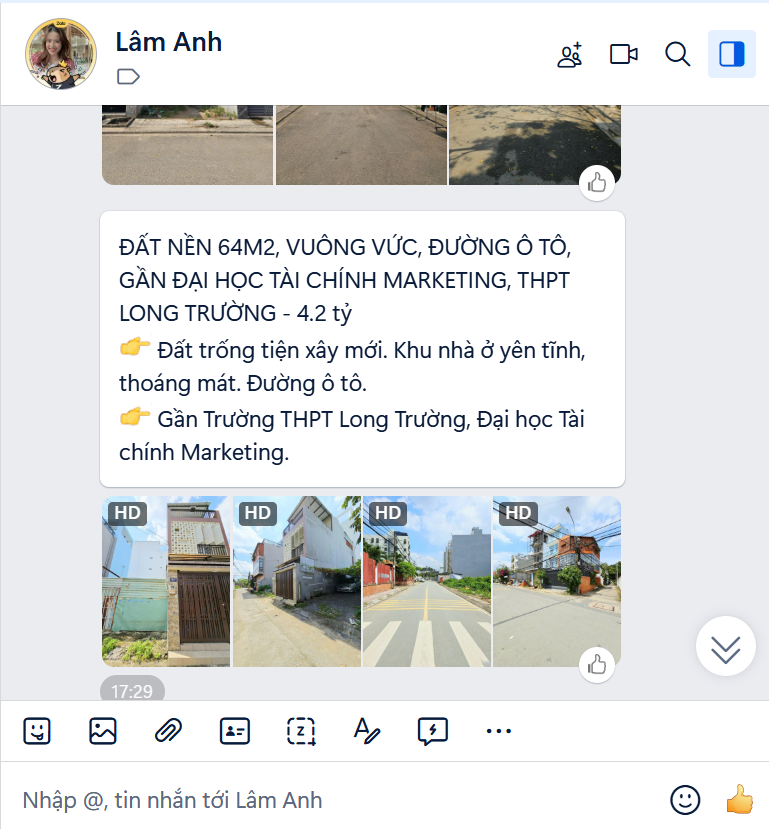 Lâm Anh
ĐẤT NỀN 64M2, VUÔNG VỨC, ĐƯỜNG Ô TÔ,
GẦN ĐẠI HỌC TÀI CHÍNH MARKETING, THPT
LONG TRƯỜNG - 4.2 tỷ
👉 Đất trống tiện xây mới. Khu nhà ở yên tĩnh,
thoáng mát. Đường ô tô.
👉 Gần Trường THPT Long Trường, Đại học Tài
chính Marketing.
HD HD HD HD
17:29
Nhập @, tin nhắn tới Lâm Anh